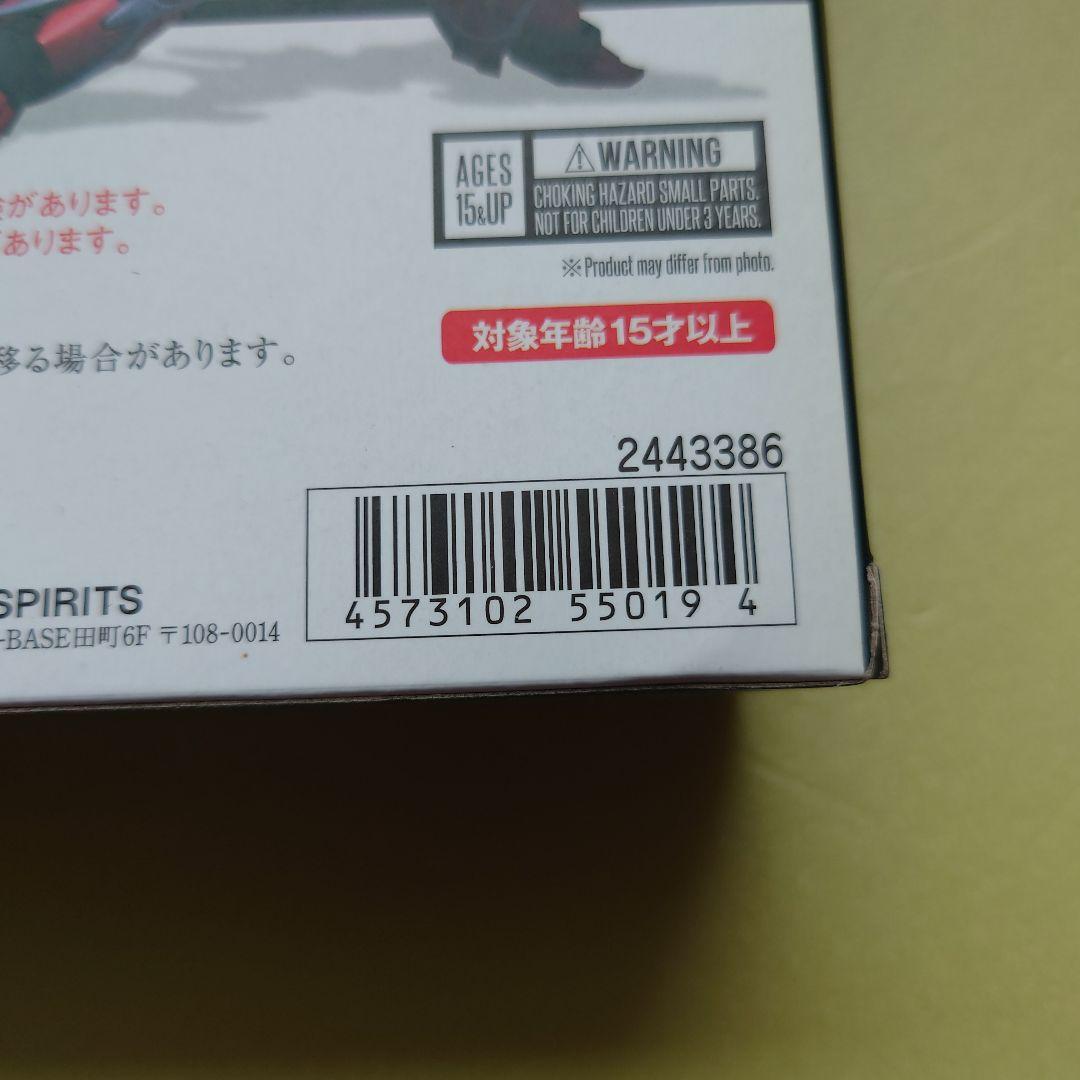 AGES
15&UP
⚠WARNING
CHOKING HAZARD SMALL PARTS.
NOT FOR CHILDREN UNDER 3 YEARS.
※Product may differ from photo.
があります。
あります。
対象年齢15才以上
移る場合があります。
2443386
4573102 55019 4
SPIRITS
-BASE田町6F 〒108-0014